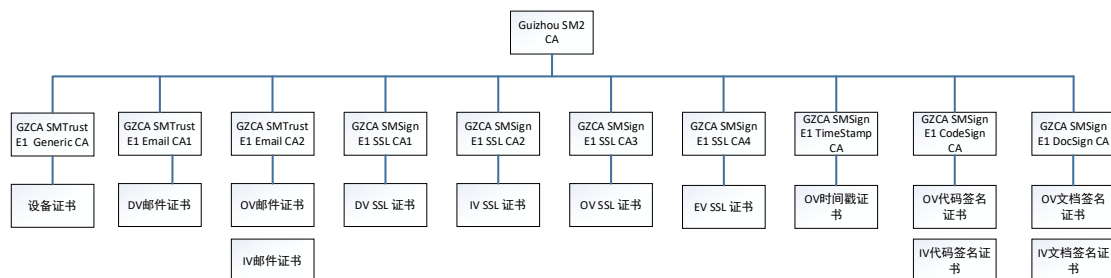 Guizhou SM2
CA
GZCA SMTrust
E1  Generic CA
GZCA SMTrust
E1 Email CA1
GZCA SMTrust
E1 Email CA2
GZCA SMSign
E1 SSL CA1
GZCA SMSign
E1 SSL CA2
GZCA SMSign
E1 SSL CA3
GZCA SMSign
E1 SSL CA4
GZCA SMSign
E1 TimeStamp
CA
GZCA SMSign
E1 CodeSign
CA
GZCA SMSign
E1 DocSign CA
设备证书
DV邮件证书
OV邮件证书
DV SSL 证书
IV SSL 证书
OV SSL 证书
EV SSL 证书
OV时间戳证
书
OV代码签名
证书
OV文档签名
证书
IV邮件证书
IV代码签名证
书
IV文档签名证
书